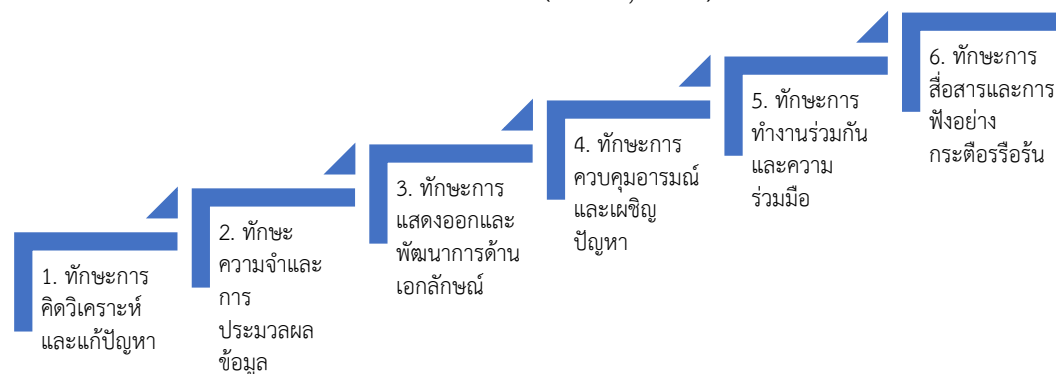 1. ทักษะการ
คิดวิเคราะห์
และแก้ปัญหา
2. ทักษะ
ความจำและ
การ
ประมวลผล
ข้อมูล
3. ทักษะการ
แสดงออกและ
พัฒนาการด้าน
เอกลักษณ์
4. ทักษะการ
ควบคุมอารมณ์
และเผชิญ
ปัญหา
5. ทักษะการ
ทำงานร่วมกัน
และความ
ร่วมมือ
6. ทักษะการ
สื่อสารและการ
ฟังอย่าง
กระตือรรือร้น